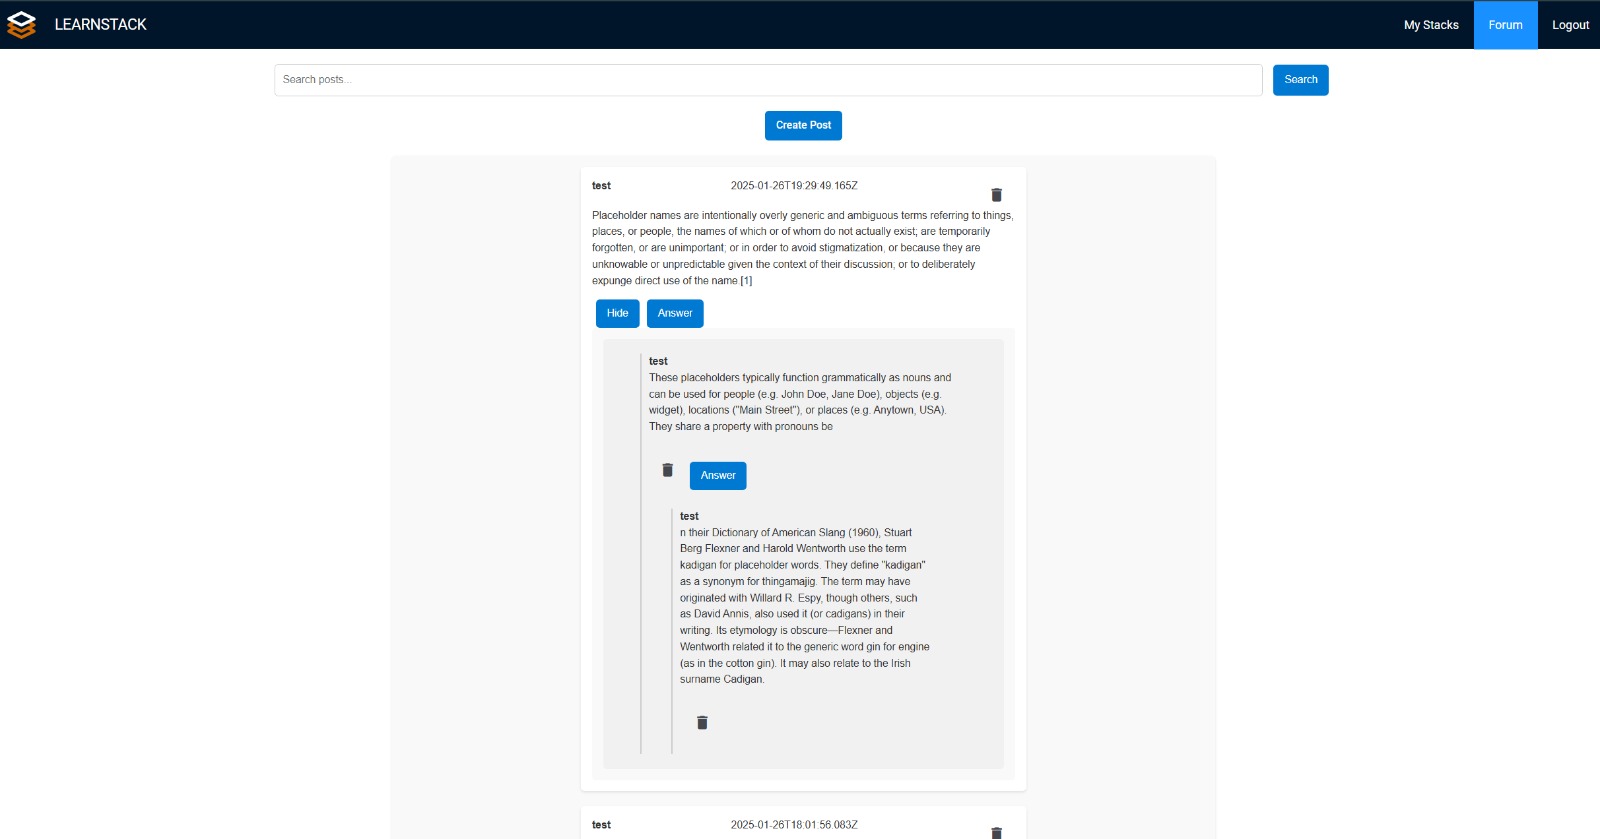 LEARNSTACK
My Stacks
Forum
Logout
Search posts...
Search
Create Post
test
2025-01-26T19:29:49.165Z
Placeholder names are intentionally overly generic and ambiguous terms referring to things,
places, or people, the names of which or of whom do not actually exist; are temporarily
forgotten, or are unimportant; or in order to avoid stigmatization, or because they are
unknowable or unpredictable given the context of their discussion; or to deliberately
expunge direct use of the name.[1]
Hide
Answer
test
These placeholders typically function grammatically as nouns and
can be used for people (e.g. John Doe, Jane Doe), objects (e.g.
widget), locations ("Main Street"), or places (e.g. Anytown, USA).
They share a property with pronouns be
Answer
test
n their Dictionary of American Slang (1960), Stuart
Berg Flexner and Harold Wentworth use the term
kadigan for placeholder words. They define "kadigan"
as a synonym for thingamajig. The term may have
originated with Willard R. Espy, though others, such
as David Annis, also used it (or cadigans) in their
writing. Its etymology is obscure—Flexner and
Wentworth related it to the generic word gin for engine
(as in the cotton gin). It may also relate to the Irish
surname Cadigan.
test
2025-01-26T18:01:56.083Z